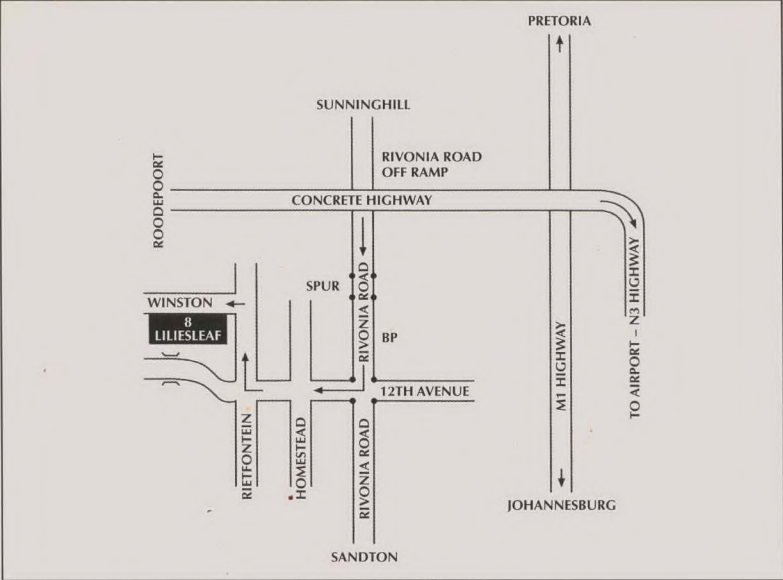 PRETORIA
SUNNINGHILL
RIVONIA ROAD
OFF RAMP
ROODEPOORT
CONCRETE HIGHWAY
TO AIRPORT – N3 HIGHWAY
SPUR
RIVONIA ROAD
WINSTON
8
LILIESLEAF
BP
M1 HIGHWAY
12TH AVENUE
RIETFONTEIN
HOMESTEAD
RIVONIA ROAD
JOHANNESBURG
SANDTON